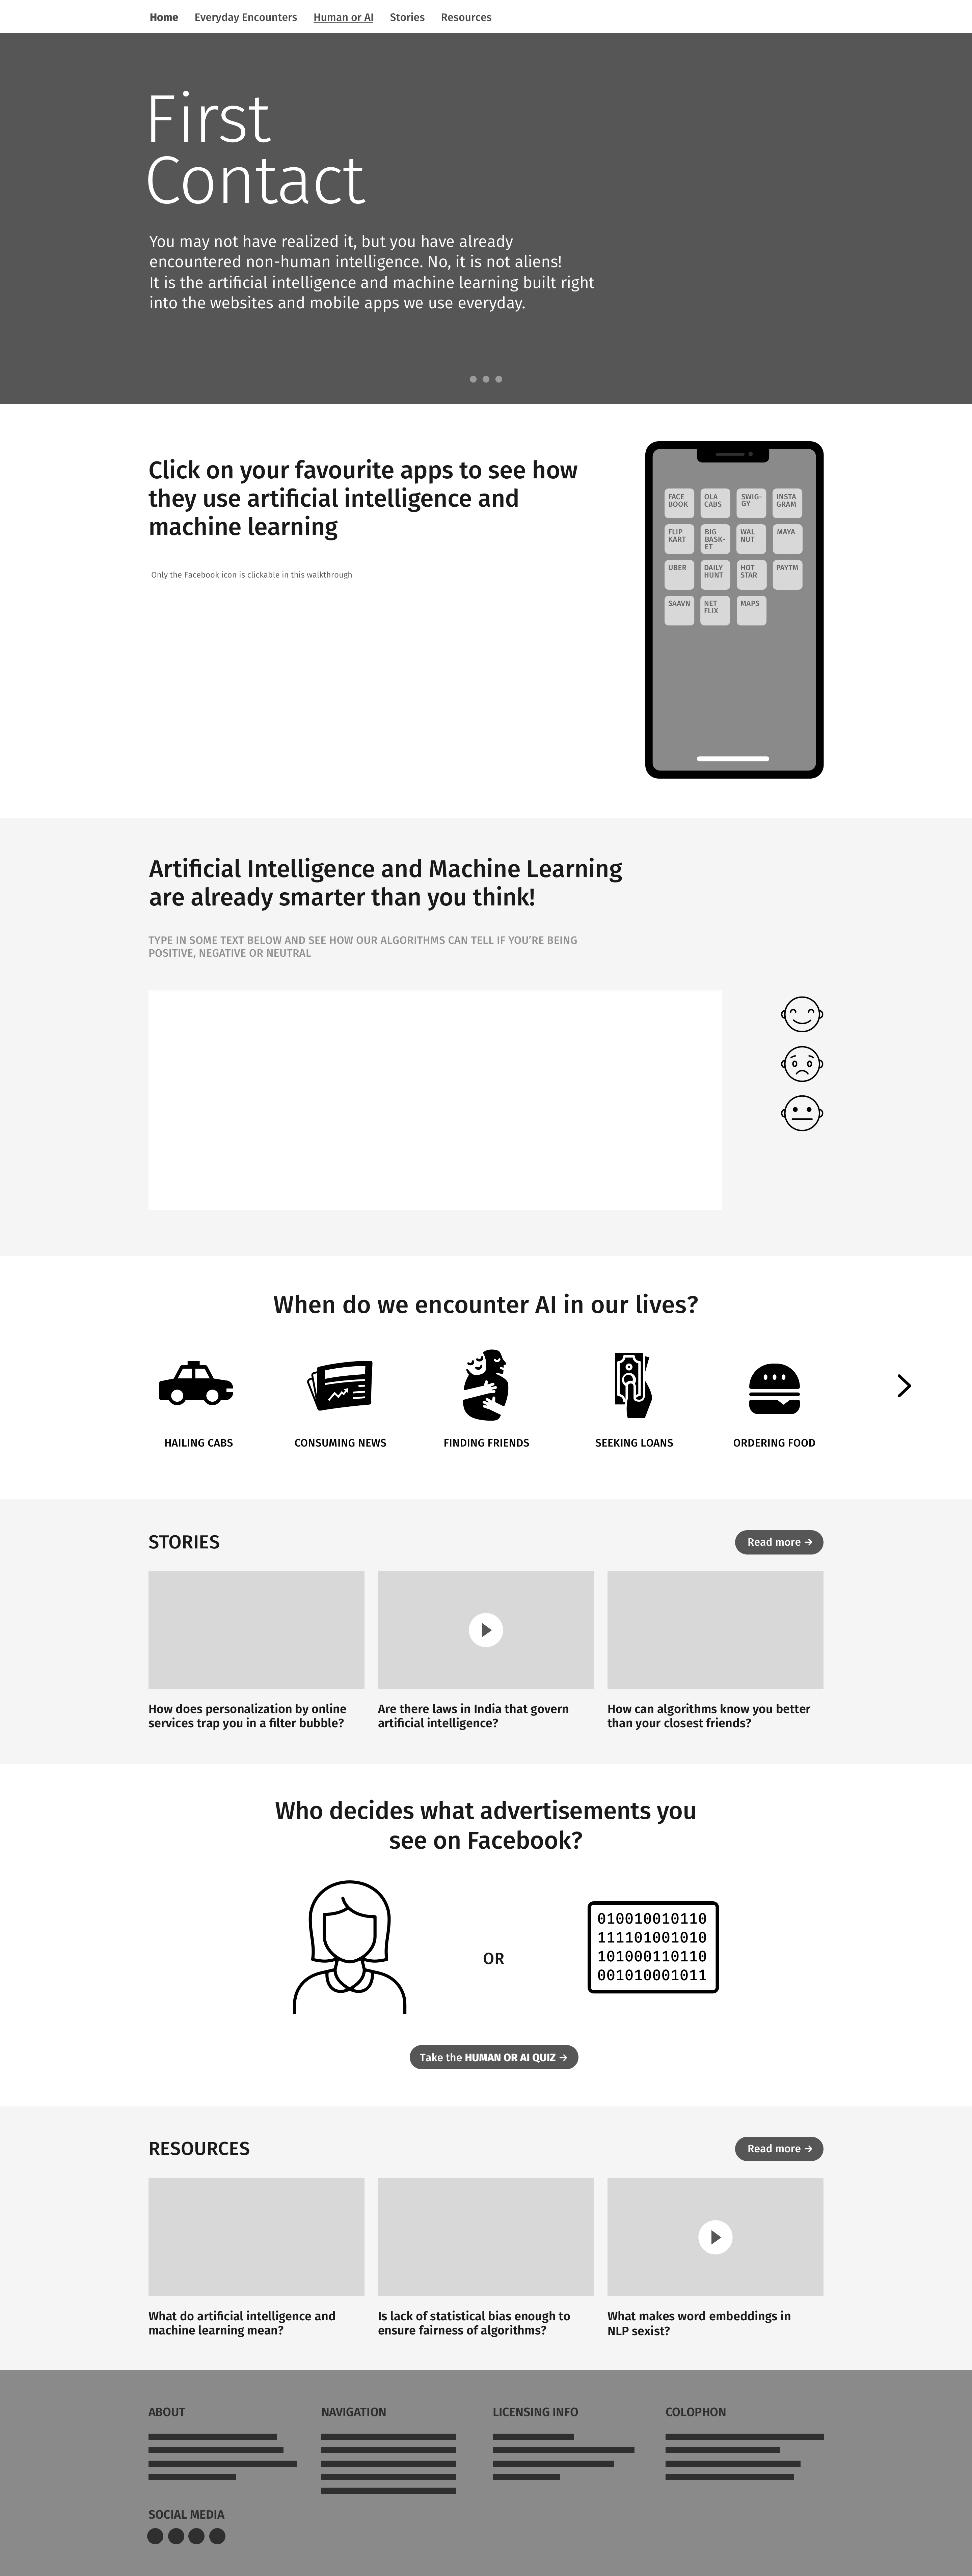 Home Everyday Encounters Human or AI Stories Resources
First
Contact
You may not have realized it, but you have already
encountered non-human intelligence. No, it is not aliens!
It is the artificial intelligence and machine learning built right
into the websites and mobile apps we use everyday.
Click on your favourite apps to see how
they use artificial intelligence and
machine learning
Only the Facebook icon is clickable in this walkthrough
FACE
BOOK
OLA
CABS
SWIG-
GY
INSTA
GRAM
FLIP
KART
BIG
BASK-
ET
WAL
NUT
MAYA
UBER
DAILY
HUNT
HOT
STAR
PAYTM
SAAVN
NET
FLIX
MAPS
Artificial Intelligence and Machine Learning
are already smarter than you think!
TYPE IN SOME TEXT BELOW AND SEE HOW OUR ALGORITHMS CAN TELL IF YOU'RE BEING
POSITIVE, NEGATIVE OR NEUTRAL
When do we encounter AI in our lives?
HAILING CABS
CONSUMING NEWS
FINDING FRIENDS
SEEKING LOANS
ORDERING FOOD
STORIES
Read more →
How does personalization by online
services trap you in a filter bubble?
Are there laws in India that govern
artificial intelligence?
How can algorithms know you better
than your closest friends?
Who decides what advertisements you
see on Facebook?
OR
010010010110
111101001010
101000110110
001010001011
Take the HUMAN OR AI QUIZ →
RESOURCES
Read more →
What do artificial intelligence and
machine learning mean?
Is lack of statistical bias enough to
ensure fairness of algorithms?
What makes word embeddings in
NLP sexist?
ABOUT
NAVIGATION
LICENSING INFO
COLOPHON
SOCIAL MEDIA